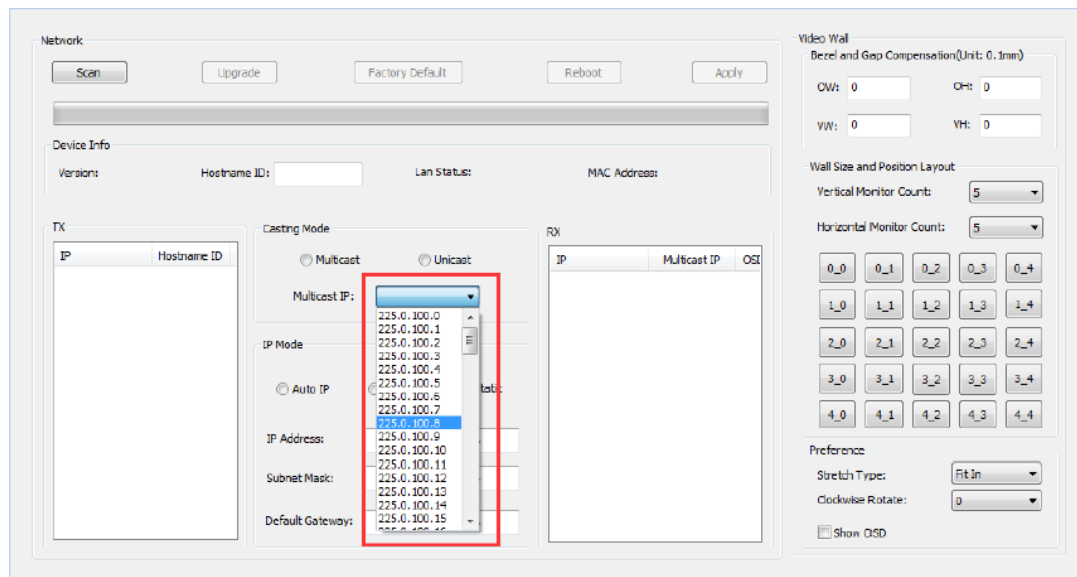 Network
Scan
Upgrade
Factory Default
Reboot
Apply
Device Info
Version:
Hostname ID:
Lan Status:
MAC Address:
TX
IP Hostname ID
Casting Mode
Multicast
Unicast
Multicast IP:
225.0.100.0
225.0.100.1
225.0.100.2
225.0.100.3
225.0.100.4
225.0.100.5
225.0.100.6
225.0.100.7
225.0.100.8
225.0.100.9
225.0.100.10
225.0.100.11
225.0.100.12
225.0.100.13
225.0.100.14
225.0.100.15
IP Mode
Auto IP
IP Address:
Subnet Mask:
Default Gateway:
RX
IP Multicast IP OSI
Video Wall
Bezel and Gap Compensation(Unit: 0.1mm)
OW: 0 OH: 0
VW: 0 VH: 0
Wall Size and Position Layout
Vertical Monitor Count: 5
Horizontal Monitor Count: 5
0_0 0_1 0_2 0_3 0_4
1_0 1_1 1_2 1_3 1_4
2_0 2_1 2_2 2_3 2_4
3_0 3_1 3_2 3_3 3_4
4_0 4_1 4_2 4_3 4_4
Preference
Stretch Type: Fit In
Clockwise Rotate: 0
Show OSD